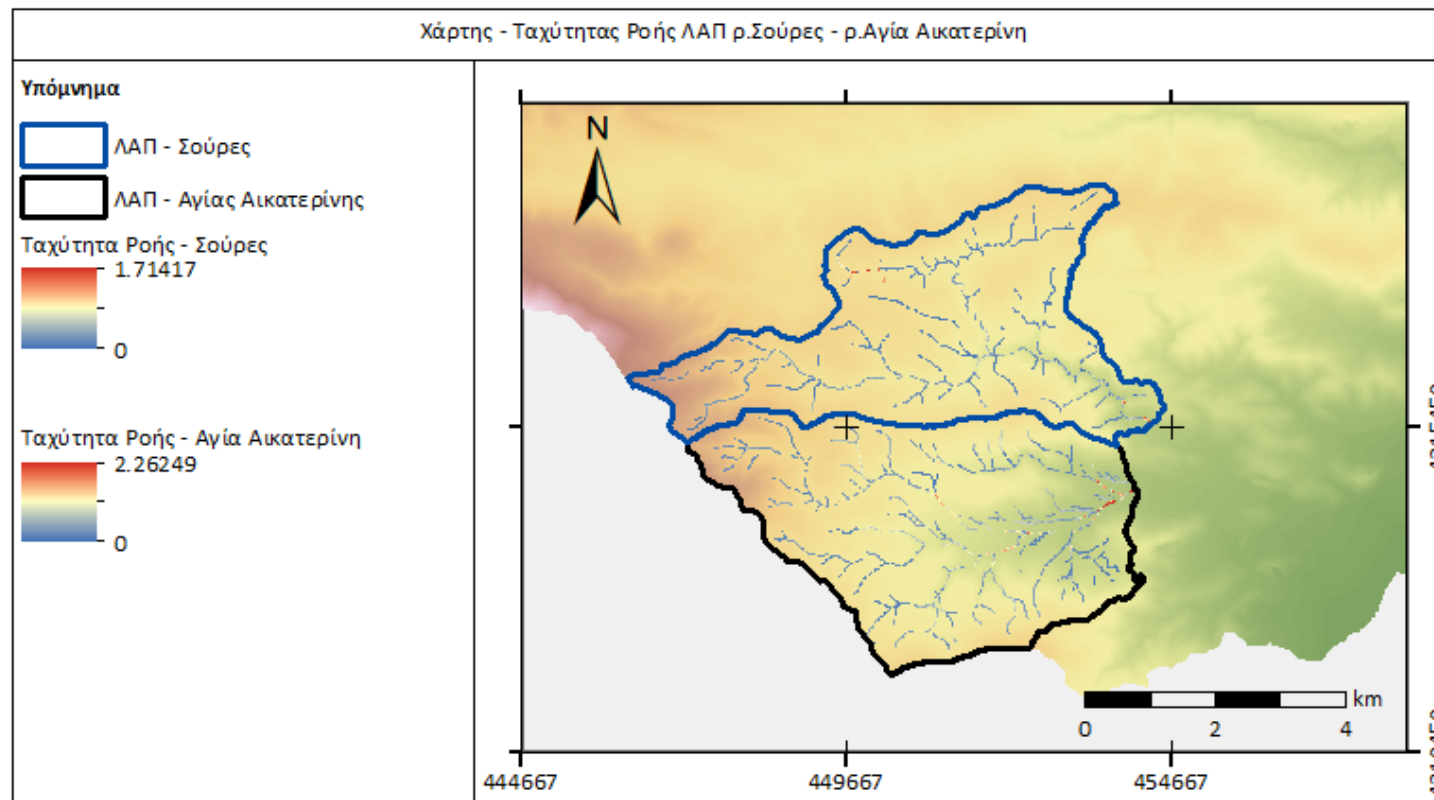 Χάρτης - Ταχύτητας Ροής ΛΑΠ ρ.Σούρες - ρ.Αγία Αικατερίνη
Υπόμνημα
ΛΑΠ - Σούρες
ΛΑΠ - Αγίας Αικατερίνης
Ταχύτητα Ροής - Σούρες
1.71417
0
Ταχύτητα Ροής - Αγία Αικατερίνη
2.26249
0
N
km
0 2 4
444667 449667 454667